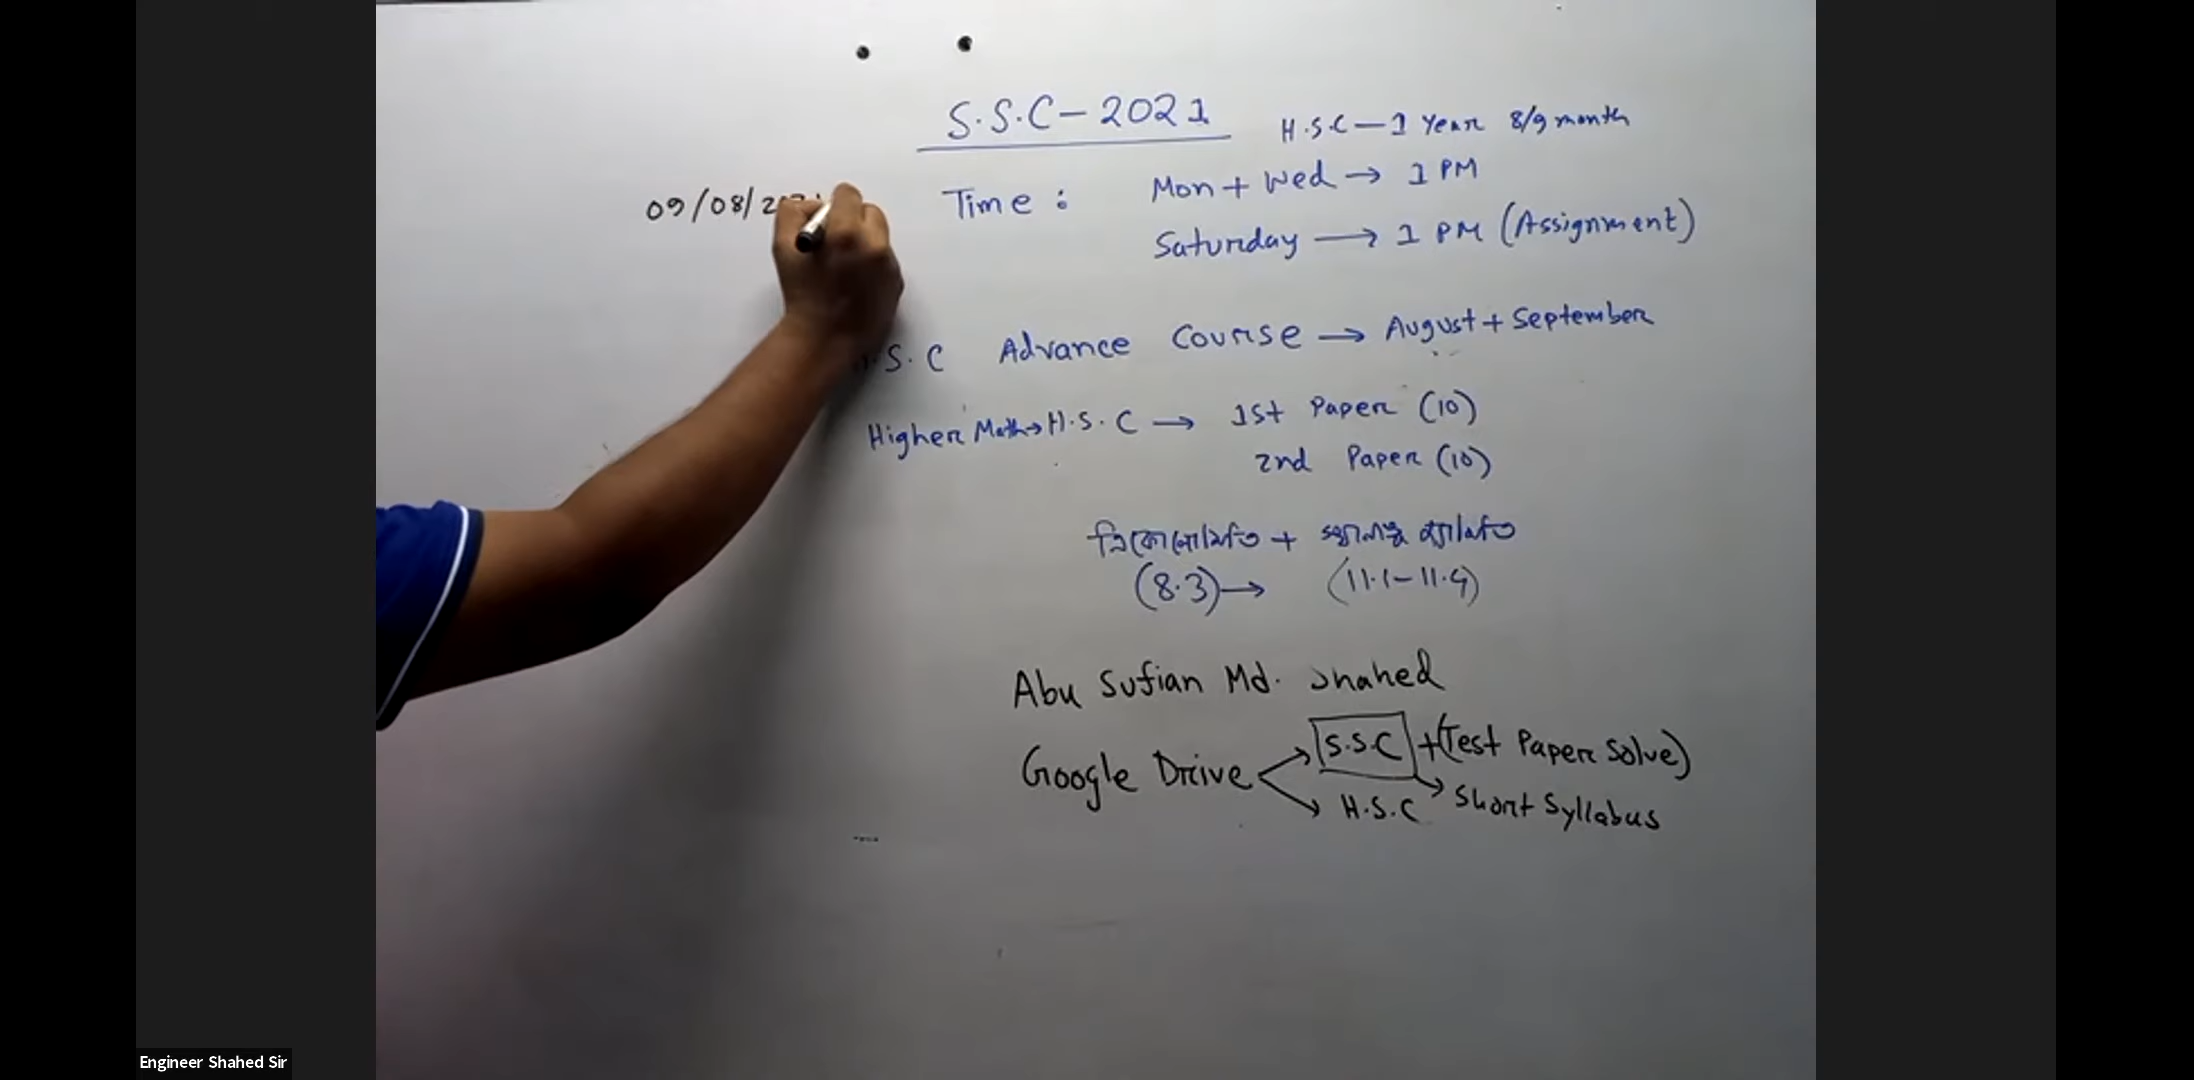 S.S.C - 2021
H.S.C - 1 Year 8/9 month
09/08/
Time : Mon + Wed → 1 PM
Saturday → 1 PM (Assignment)
S.C Advance Course → August + September
Higher Math → H.S.C → 1st Paper (10)
2nd Paper (10)
ত্রিকোণোমিতি + স্থানাঙ্ক জ্যামিতি
(8.3) → (11.1 - 11.4)
Abu Sufian Md. Shahed
Google Drive → S.S.C + (Test Paper Solve)
→ H.S.C → Short Syllabus
Engineer Shahed Sir